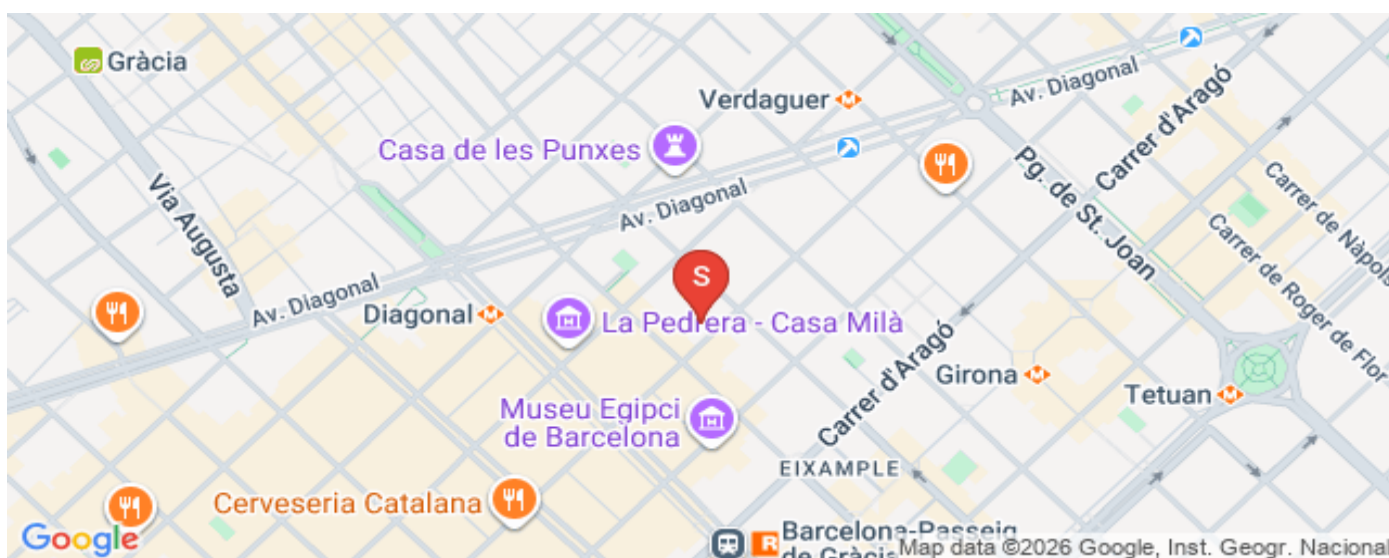 Gràcia
Av. Diagonal
Carrer d'Aragó
Verdaguer
Casa de les Punxes
Via Augusta
Av. Diagonal
Pg. de St. Joan
Carrer de Nàpols
Carrer de Roger de Flor
S
Av. Diagonal
Diagonal
La Pedrera - Casa Milà
Carrer d'Aragó
Girona
Tetuan
Museu Egipci
de Barcelona
EIXAMPLE
Cerveseria Catalana
Barcelona-Passeig
de Gràcia
Google
Map data ©2026 Google, Inst. Geogr. Nacional